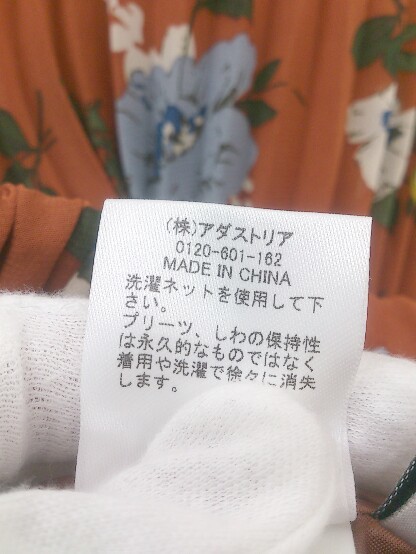 (株)アダストリア
0120-601-162
MADE IN CHINA
洗濯ネットを使用して下
さい。
プリーツ、しわの保持性
は永久的なものではなく
着用や洗濯で徐々に消失
します。